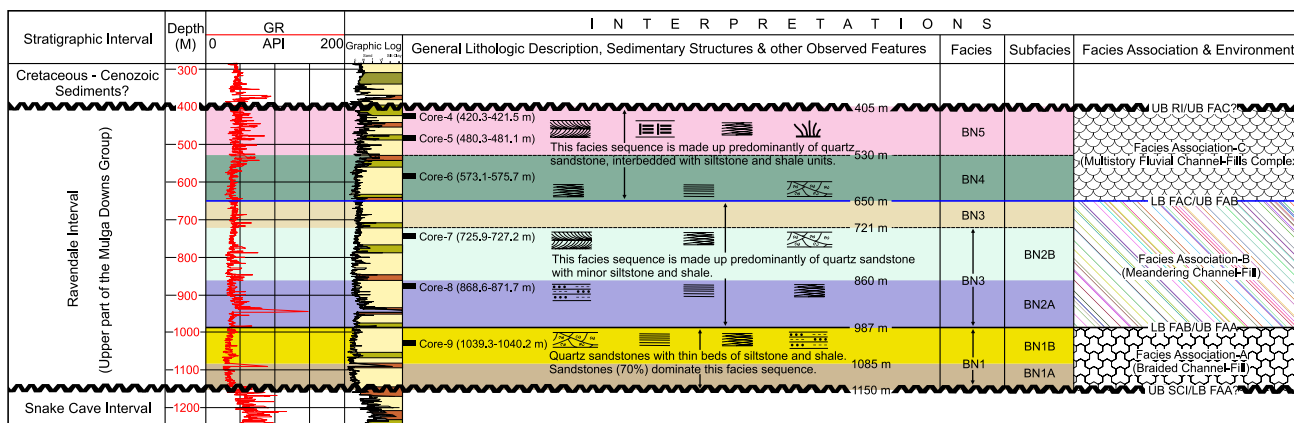 I N T E R P R E T A T I O N S
Stratigraphic Interval
Depth
(M)
GR
0 API 200
Graphic Log
General Lithologic Description, Sedimentary Structures & other Observed Features
Facies
Subfacies
Facies Association & Environment
Cretaceous - Cenozoic
Sediments?
300
400
500
600
700
800
900
1000
1100
1200
Ravendale Interval
(Upper part of the Mulga Downs Group)
Snake Cave Interval
405 m
UB RI/UB FAC?
Core-4 (420.3-421.5 m)
Core-5 (480.3-481.1 m)
This facies sequence is made up predominantly of quartz
sandstone, interbedded with siltstone and shale units.
BN5
530 m
Facies Association-C
(Multistory Fluvial Channel-Fills Complex
Core-6 (573.1-575.7 m)
BN4
650 m
LB FAC/UB FAB
BN3
721 m
Core-7 (725.9-727.2 m)
This facies sequence is made up predominantly of quartz sandstone
with minor siltstone and shale.
BN2B
860 m
BN3
Facies Association-B
(Meandering Channel-Fill)
Core-8 (868.6-871.7 m)
BN2A
987 m
LB FAB/UB FAA
Core-9 (1039.3-1040.2 m)
Quartz sandstones with thin beds of siltstone and shale.
Sandstones (70%) dominate this facies sequence.
BN1B
1085 m
BN1
BN1A
Facies Association-A
(Braided Channel-Fill)
1150 m
UB SCI/LB FAA?